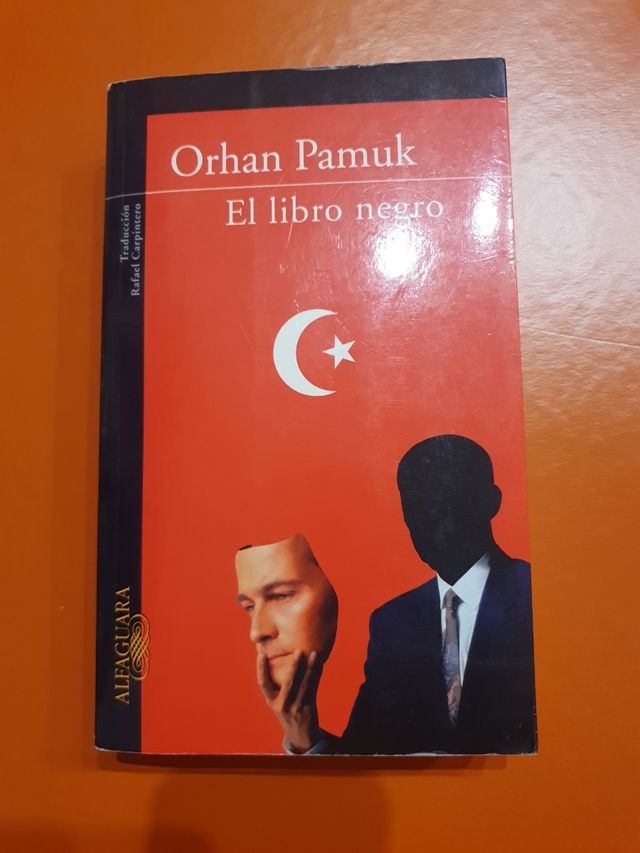 Orhan Pamuk
El libro negro
Traducción
Rafael Carpintero
ALFAGUARA